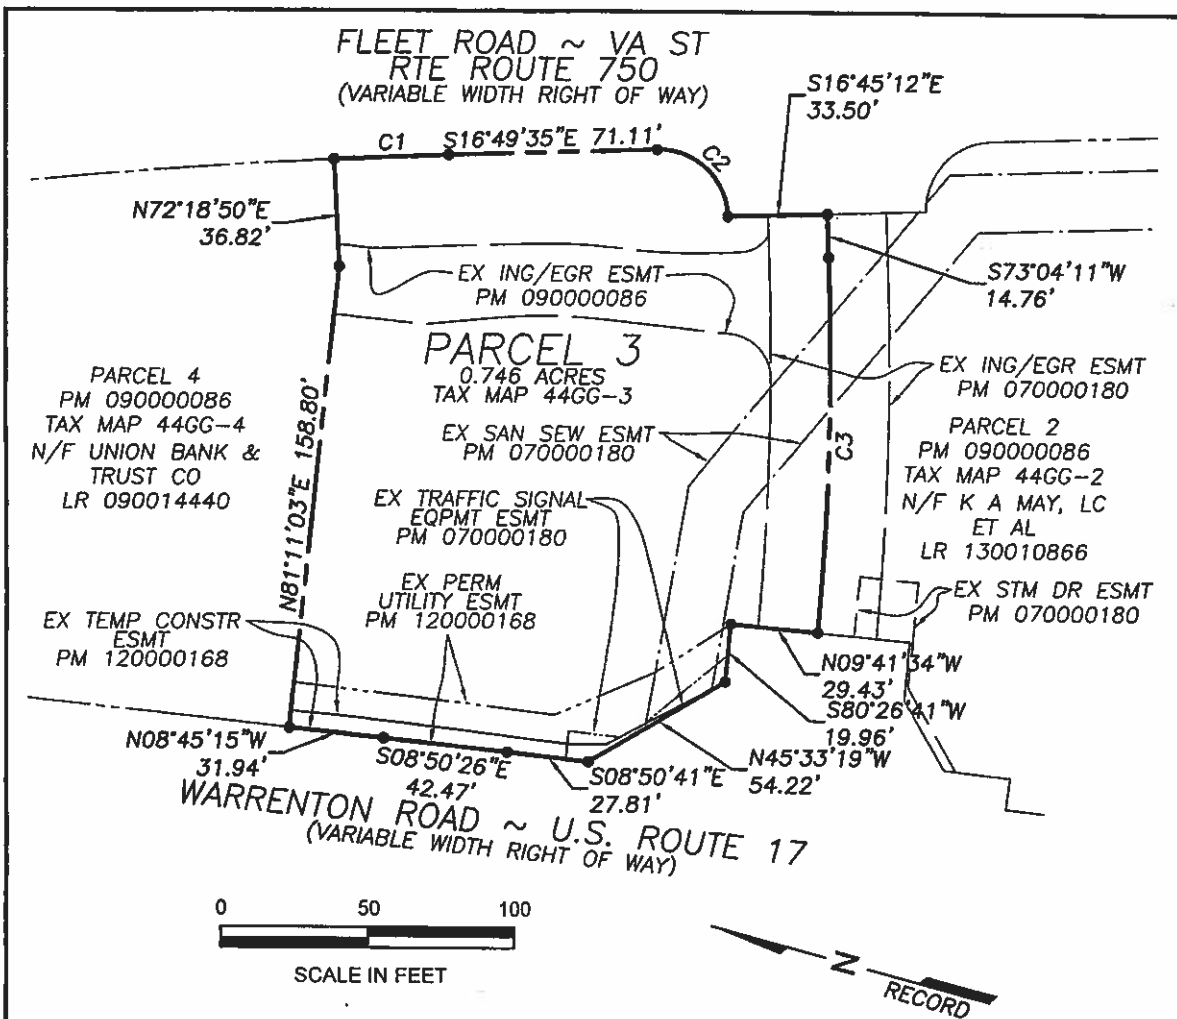 FLEET ROAD ~ VA ST
RTE ROUTE 750
(VARIABLE WIDTH RIGHT OF WAY)
S16°45'12"E
33.50'
C1
S16°49'35"E 71.11'
C2
N72°18'50"E
36.82'
EX ING/EGR ESMT
PM 090000086
S73°04'11"W
14.76'
PARCEL 3
0.746 ACRES
TAX MAP 44GG-3
PARCEL 4
PM 090000086
TAX MAP 44GG-4
N/F UNION BANK &
TRUST CO
LR 090014440
N81°11'03"E 158.80'
EX ING/EGR ESMT
PM 070000180
EX SAN SEW ESMT
PM 070000180
C3
PARCEL 2
PM 090000086
TAX MAP 44GG-2
N/F K A MAY, LC
ET AL
LR 130010866
EX TRAFFIC SIGNAL
EQPMT ESMT
PM 070000180
EX PERM
UTILITY ESMT
PM 120000168
EX STM DR ESMT
PM 070000180
EX TEMP CONSTR
ESMT
PM 120000168
N09°41'34"W
29.43'
S80°26'41"W
19.96'
N45°33'19"W
54.22'
N08°45'15"W
31.94'
S08°50'26"E
42.47'
S08°50'41"E
27.81'
WARRENTON ROAD ~ U.S. ROUTE 17
(VARIABLE WIDTH RIGHT OF WAY)
0 50 100
SCALE IN FEET
N
RECORD